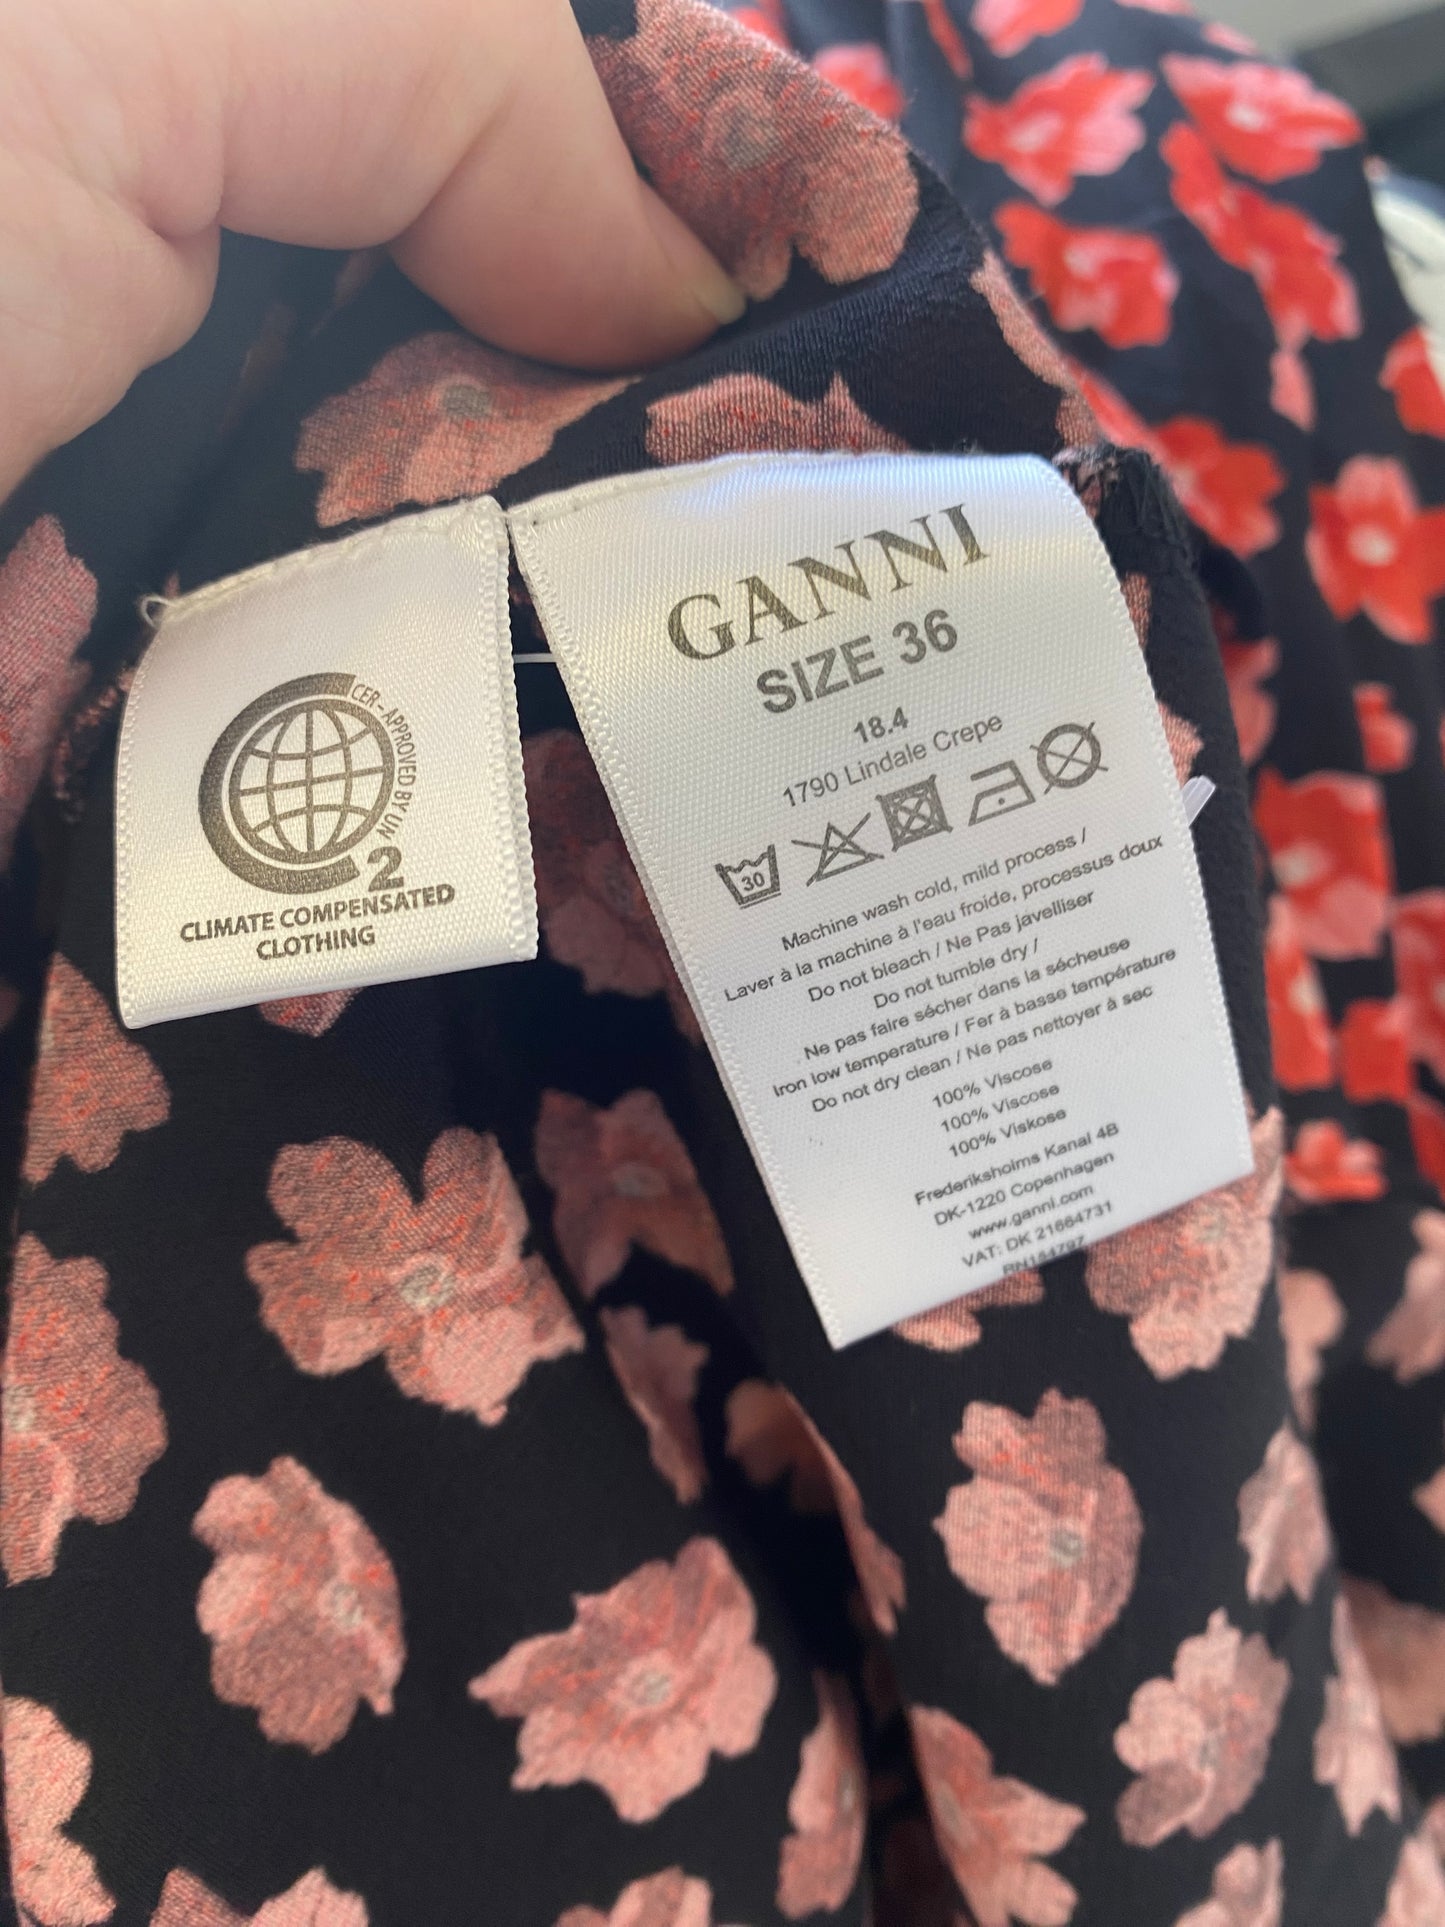 CER-APPROVED BY UN
2
CLIMATE COMPENSATED
CLOTHING
GANNI
SIZE 36
18.4
1790 Lindale Crepe
30
Machine wash cold, mild process /
Laver à la machine à l'eau froide, processus doux
Do not bleach / Ne Pas javelliser
Do not tumble dry /
Ne pas faire sécher dans la sécheuse
Iron low temperature / Fer à basse température
Do not dry clean / Ne pas nettoyer à sec
100% Viscose
100% Viscose
100% Viskose
Frederiksholms Kanal 4B
DK-1220 Copenhagen
www.ganni.com
VAT: DK 21664731
RN154797